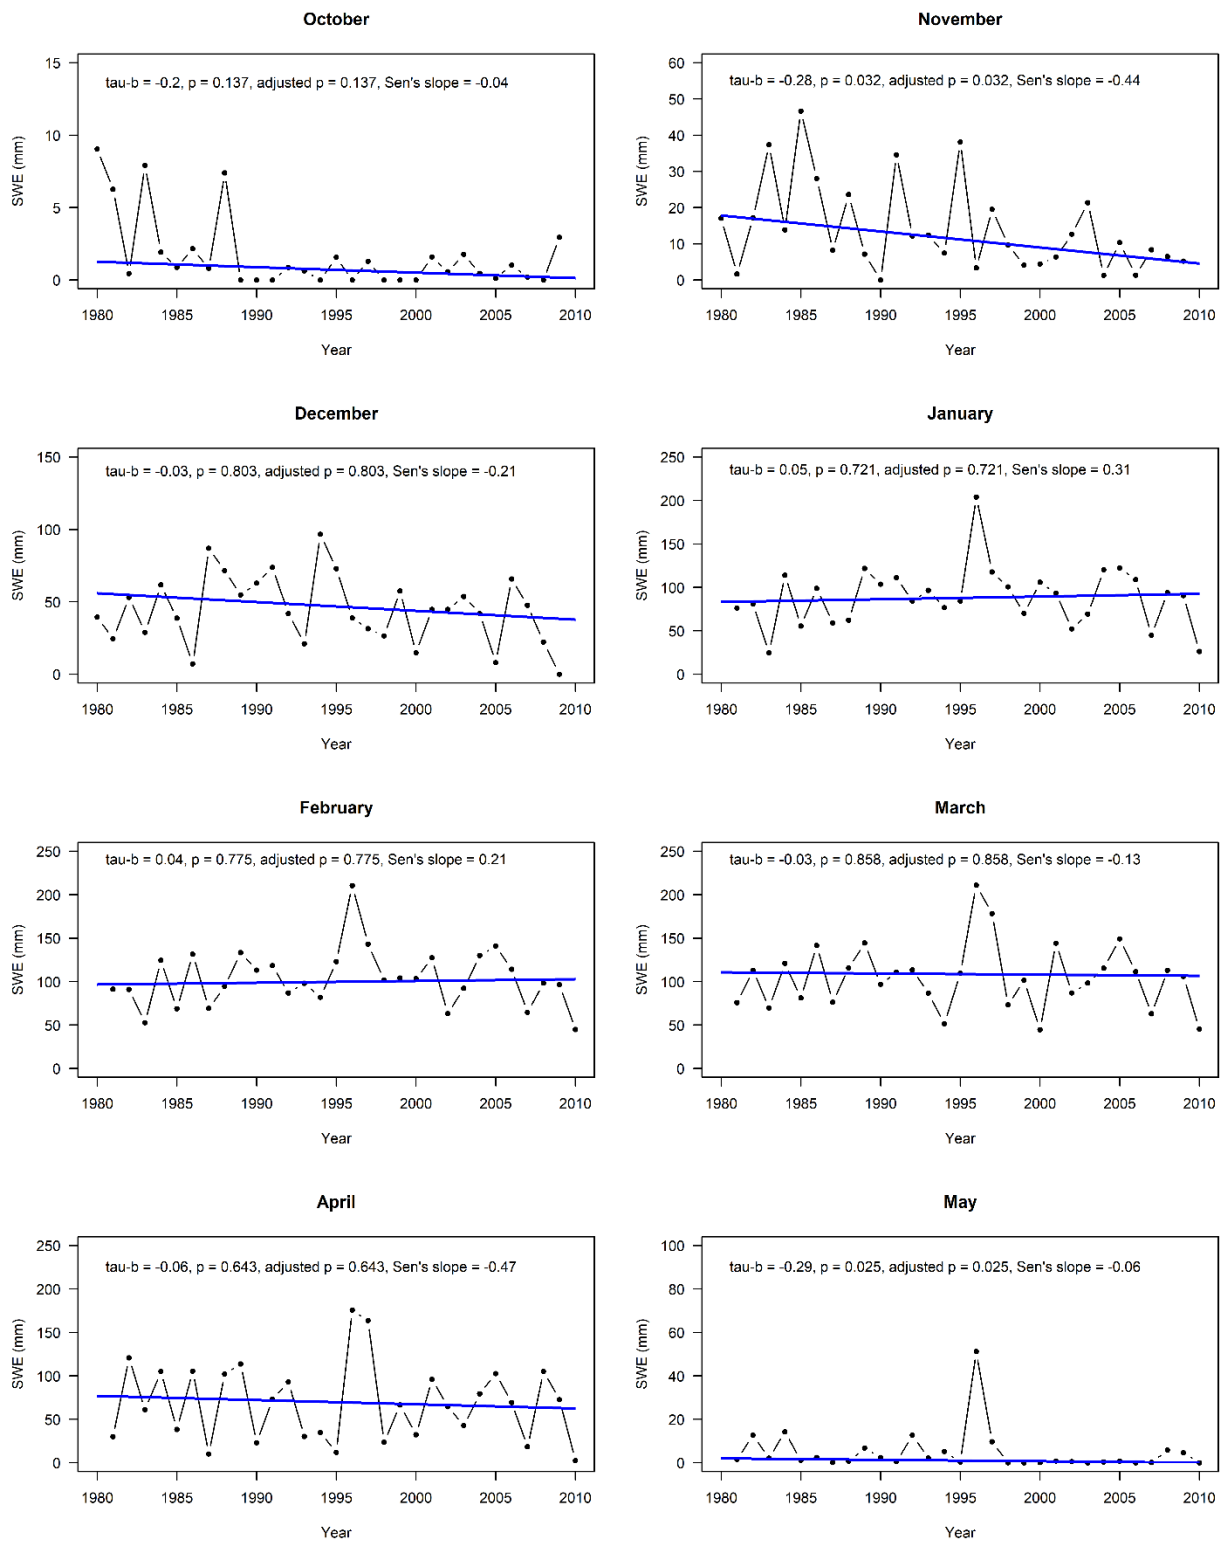 October
tau-b = -0.2, p = 0.137, adjusted p = 0.137, Sen's slope = -0.04
SWE (mm)
15
10
5
0
1980 1985 1990 1995 2000 2005 2010
Year
November
tau-b = -0.28, p = 0.032, adjusted p = 0.032, Sen's slope = -0.44
SWE (mm)
60
50
40
30
20
10
0
1980 1985 1990 1995 2000 2005 2010
Year
December
tau-b = -0.03, p = 0.803, adjusted p = 0.803, Sen's slope = -0.21
SWE (mm)
150
100
50
0
1980 1985 1990 1995 2000 2005 2010
Year
January
tau-b = 0.05, p = 0.721, adjusted p = 0.721, Sen's slope = 0.31
SWE (mm)
250
200
150
100
50
0
1980 1985 1990 1995 2000 2005 2010
Year
February
tau-b = 0.04, p = 0.775, adjusted p = 0.775, Sen's slope = 0.21
SWE (mm)
250
200
150
100
50
0
1980 1985 1990 1995 2000 2005 2010
Year
March
tau-b = -0.03, p = 0.858, adjusted p = 0.858, Sen's slope = -0.13
SWE (mm)
250
200
150
100
50
0
1980 1985 1990 1995 2000 2005 2010
Year
April
tau-b = -0.06, p = 0.643, adjusted p = 0.643, Sen's slope = -0.47
SWE (mm)
250
200
150
100
50
0
1980 1985 1990 1995 2000 2005 2010
Year
May
tau-b = -0.29, p = 0.025, adjusted p = 0.025, Sen's slope = -0.06
SWE (mm)
100
80
60
40
20
0
1980 1985 1990 1995 2000 2005 2010
Year